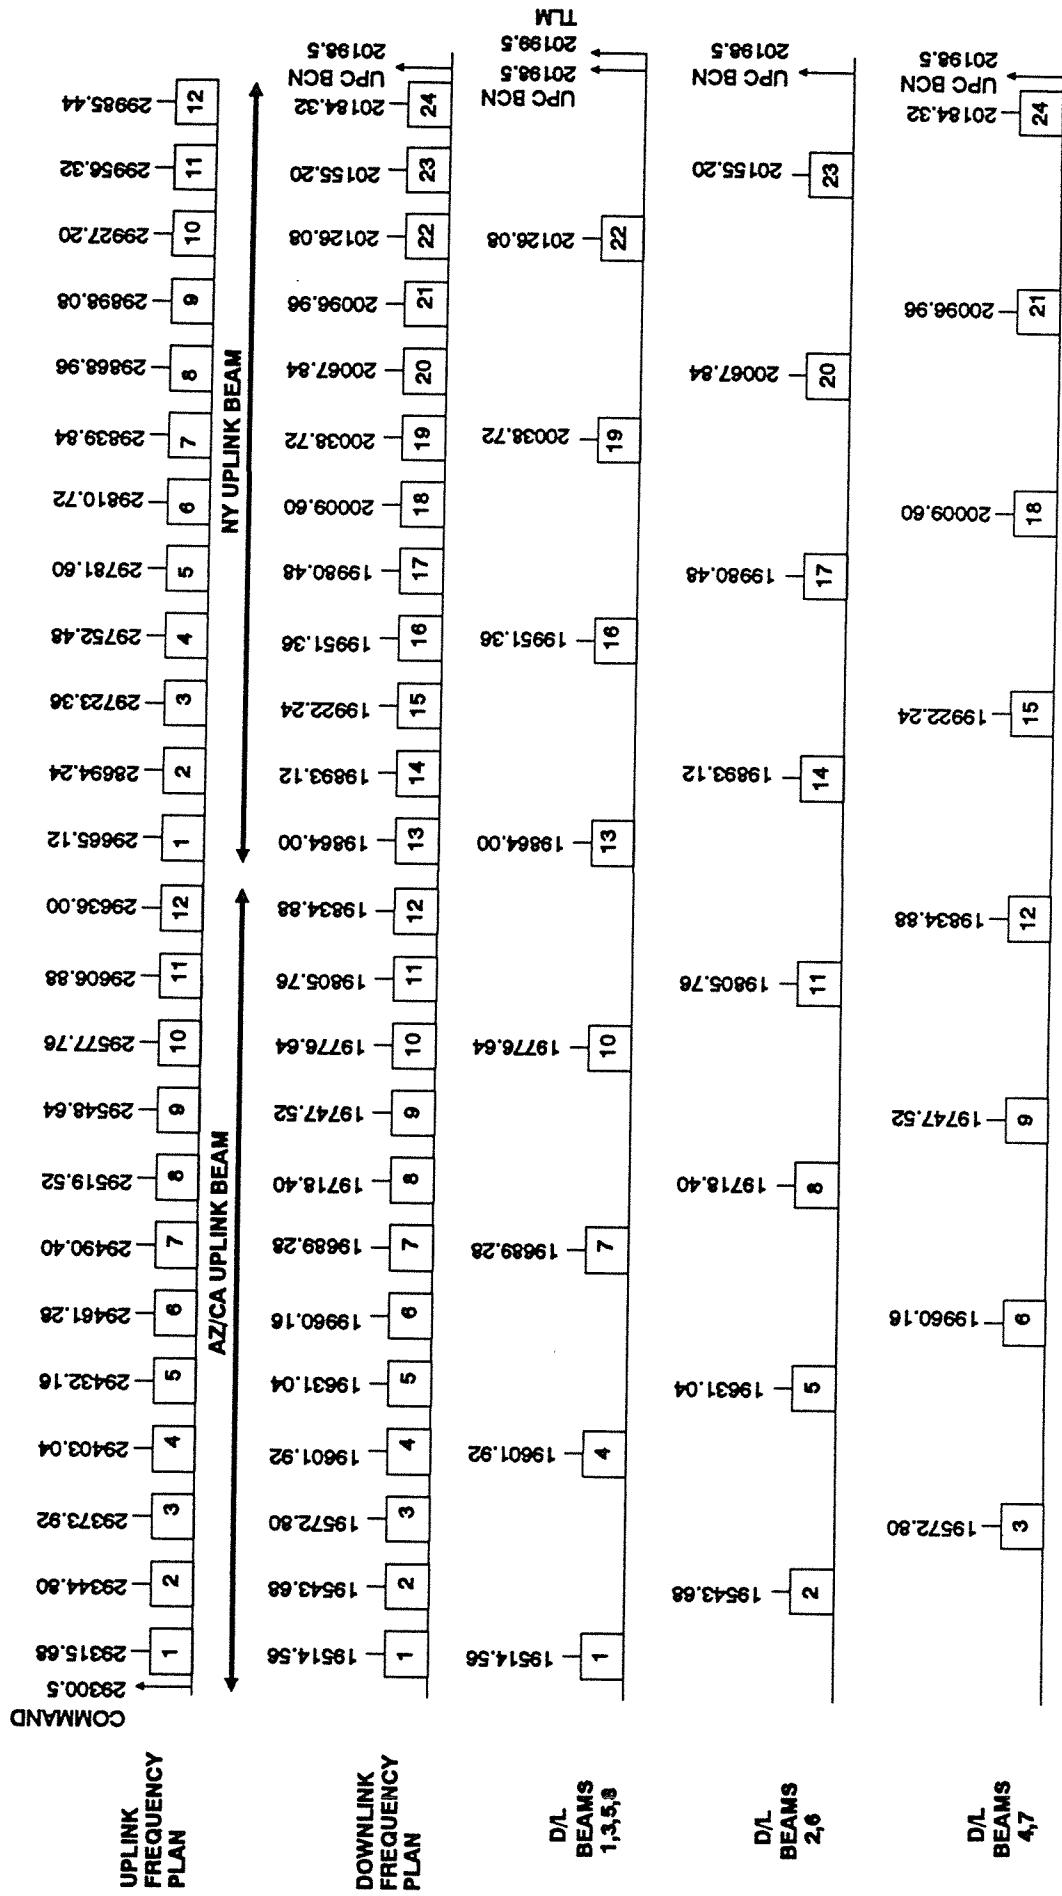 COMMAND
29300.5
29315.68 29344.80 29373.92 29403.04 29432.16 29461.28 29490.40 29519.52 29548.64 29577.76 29606.88 29636.00 29665.12 28694.24 29723.36 29752.48 29781.60 29810.72 29839.84 29868.96 29898.08 29927.20 29956.32 29985.44
UPLINK
FREQUENCY
PLAN
1 2 3 4 5 6 7 8 9 10 11 12 1 2 3 4 5 6 7 8 9 10 11 12
AZ/CA UPLINK BEAM
NY UPLINK BEAM
19514.56 19543.68 19572.80 19601.92 19631.04 19960.16 19689.28 19718.40 19747.52 19776.64 19805.76 19834.88 19864.00 19893.12 19922.24 19951.36 19980.48 20009.60 20038.72 20067.84 20096.96 20126.08 20155.20 20184.32
UPC BCN
20198.5
DOWNLINK
FREQUENCY
PLAN
1 2 3 4 5 6 7 8 9 10 11 12 13 14 15 16 17 18 19 20 21 22 23 24
19514.56 19601.92 19689.28 19776.64 19864.00 19951.36 20038.72 20126.08
UPC BCN
20198.5
20199.5
TLM
D/L
BEAMS
1,3,5,8
1 4 7 10 13 16 19 22
19543.68 19631.04 19718.40 19805.76 19893.12 19980.48 20067.84 20155.20
UPC BCN
20198.5
D/L
BEAMS
2,6
2 5 8 11 14 17 20 23
19572.80 19960.16 19747.52 19834.88 19922.24 20009.60 20096.96 20184.32
UPC BCN
20198.5
D/L
BEAMS
4,7
3 6 9 12 15 18 21 24